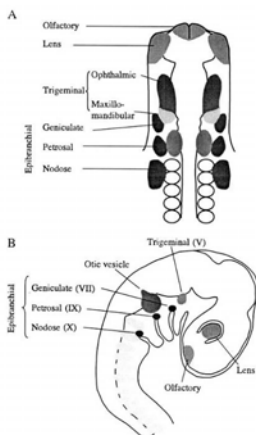 A
Olfactory
Lens
Trigeminal
Ophthalmic
Maxillo-
mandibular
Epibranchial
Geniculate
Petrosal
Nodose
B
Trigeminal (V)
Otic vesicle
Epibranchial
Geniculate (VII)
Petrosal (IX)
Nodose (X)
Lens
Olfactory